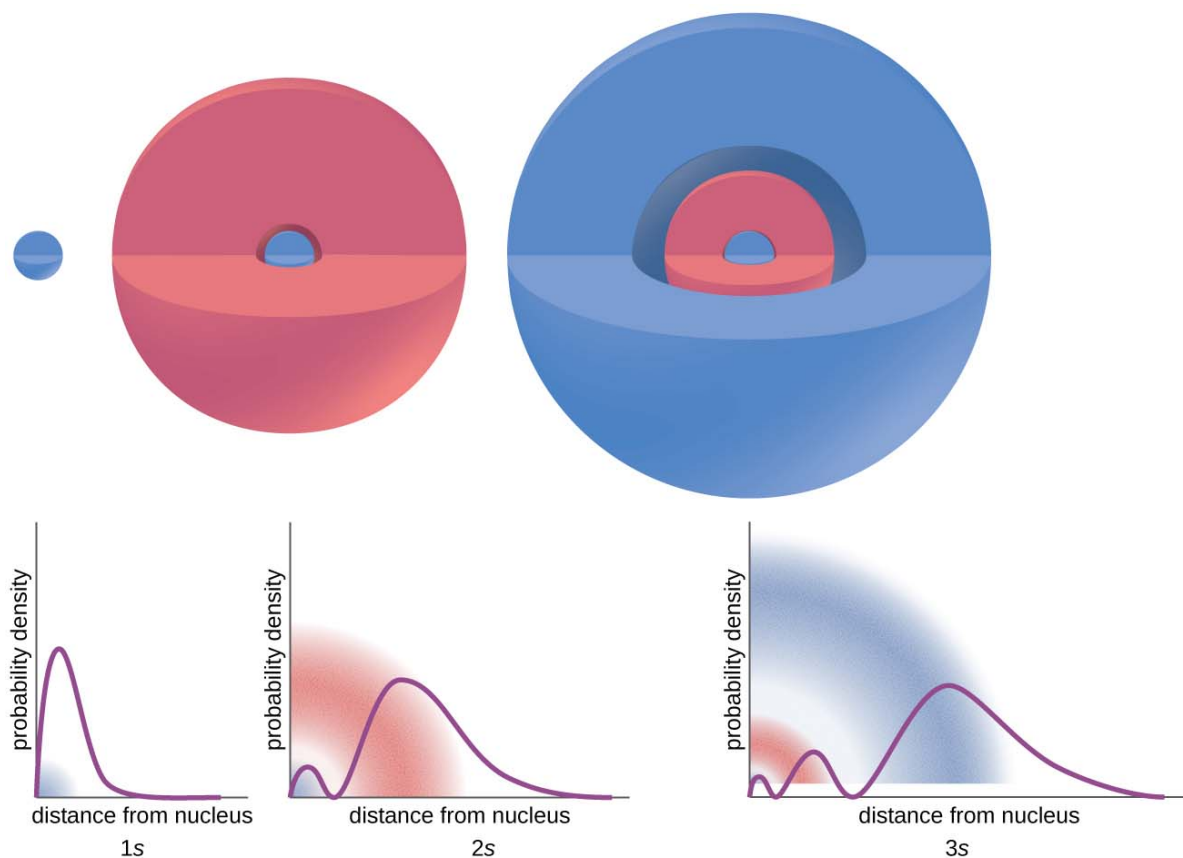 probability density
distance from nucleus
1s
probability density
distance from nucleus
2s
probability density
distance from nucleus
3s